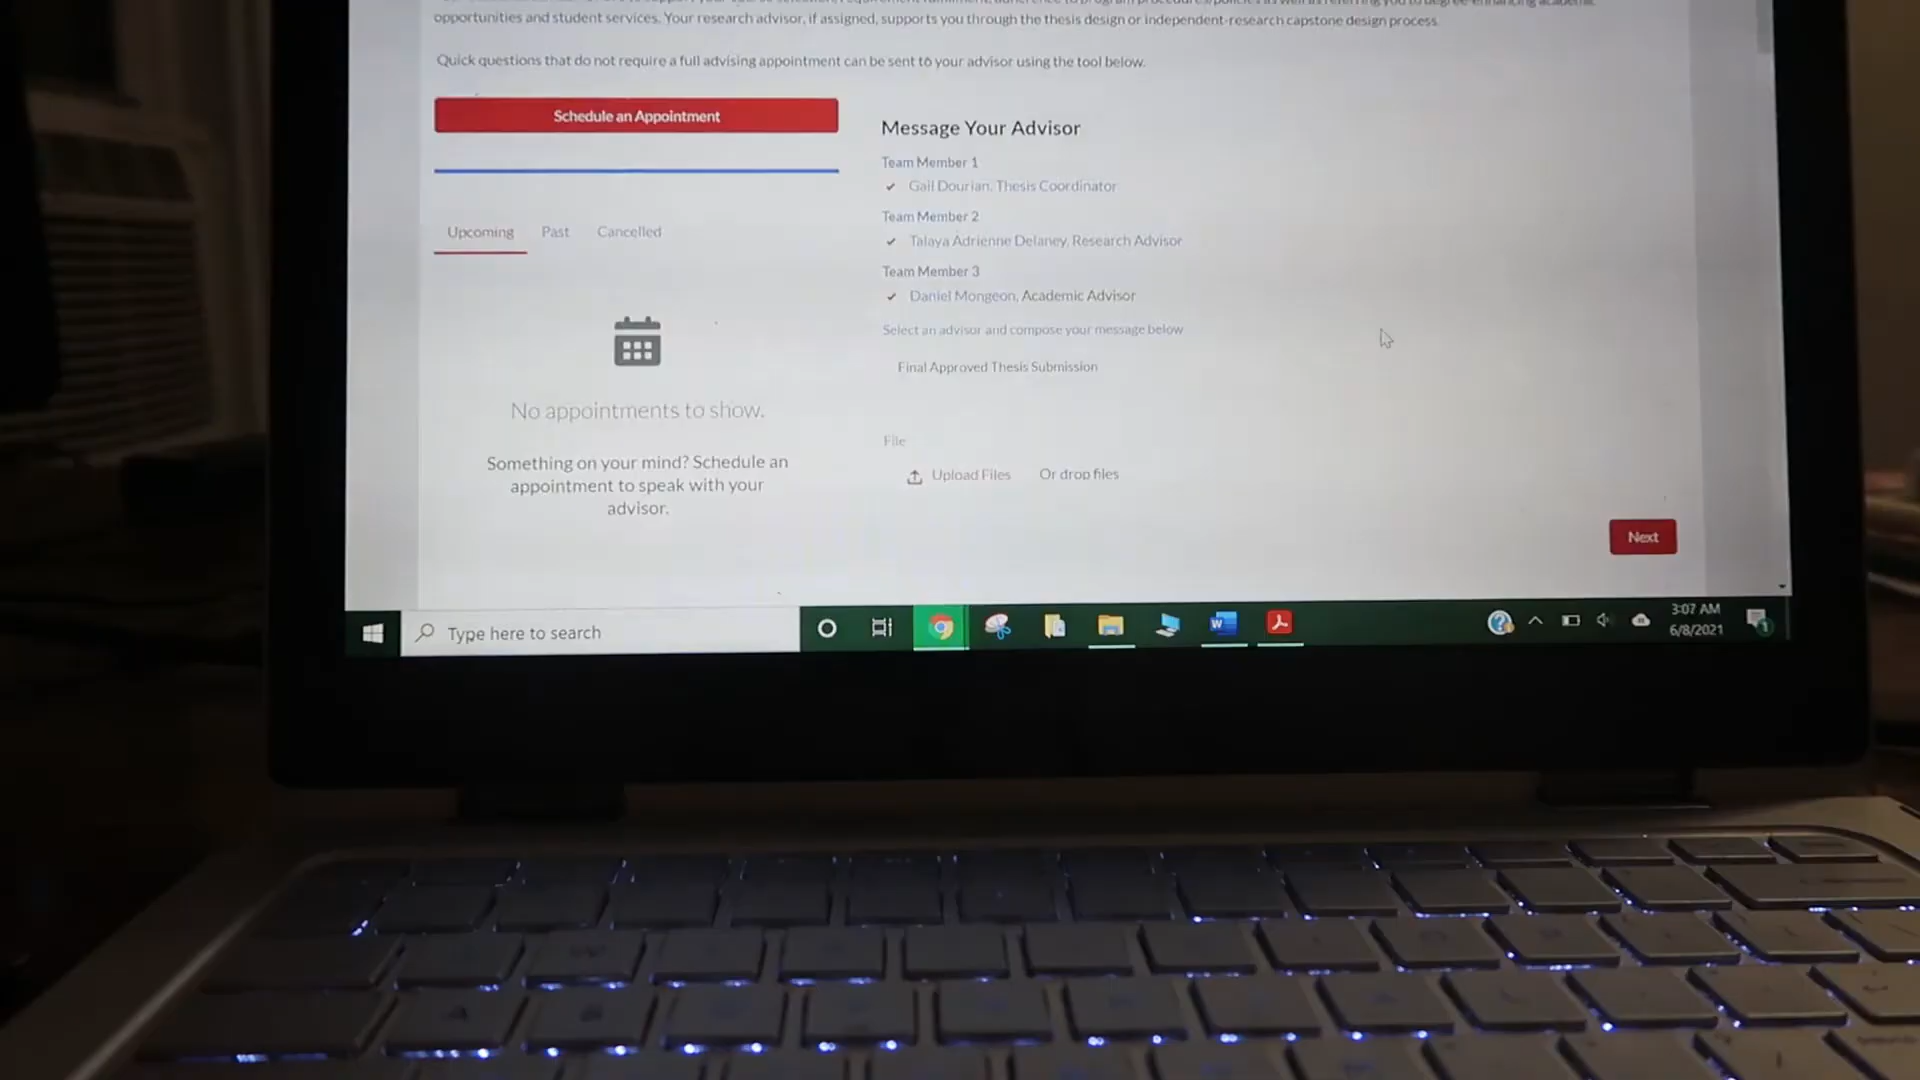 opportunities and student services. Your research advisor, if assigned, supports you through the thesis design or independent-research capstone design process
Quick questions that do not require a full advising appointment can be sent to your advisor using the tool below.
Schedule an Appointment
Upcoming Past Cancelled
No appointments to show.
Something on your mind? Schedule an
appointment to speak with your
advisor.
Message Your Advisor
Team Member 1
✓ Gail Dourian, Thesis Coordinator
Team Member 2
✓ Talaya Adrienne Delaney, Research Advisor
Team Member 3
✓ Daniel Mongeon, Academic Advisor
Select an advisor and compose your message below
Final Approved Thesis Submission
File
Upload Files Or drop files
Next
Type here to search
W
3:07 AM
6/8/2021
1